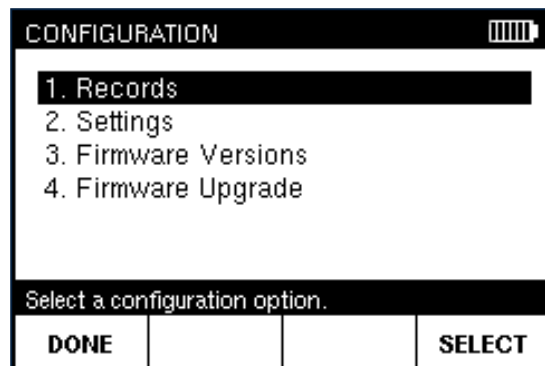 CONFIGURATION
1. Records
2. Settings
3. Firmware Versions
4. Firmware Upgrade
Select a configuration option.
DONE SELECT